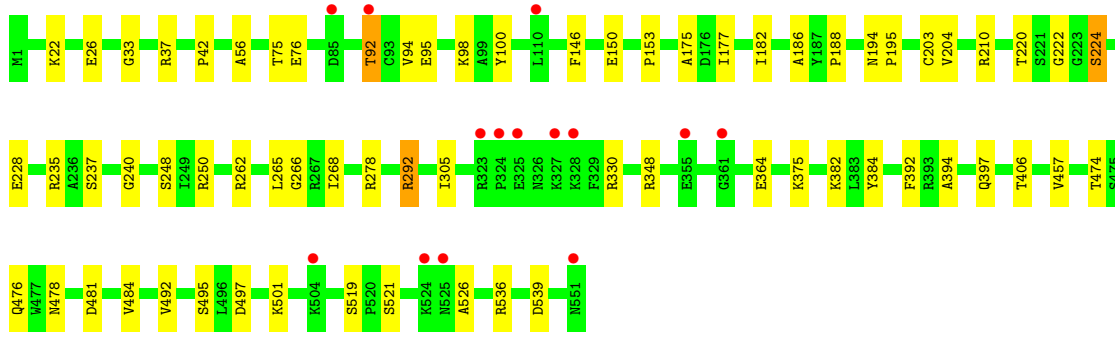 M1 K22 E26 G33 R37 P42 A56 T75 E76 D85 T92 C93 V94 E95 K98 A99 Y100 L110 F146 E150 P153 A175 D176 I177 I182 A186 Y187 P188 N194 P195 C203 V204 R210 T220 S221 G222 G223 S224
E228 R235 A236 S237 G240 S248 I249 R250 R262 L265 G266 R267 I268 R278 R292 I305 R323 P324 E325 N326 K327 K328 F329 R330 R348 E355 G361 E364 K375 K382 L383 Y384 F392 R393 A394 Q397 T406 V457 T474 S475
Q476 W477 N478 D481 V484 V492 S495 L496 D497 K501 K504 S519 P520 S521 K524 N525 A526 R536 D539 N551